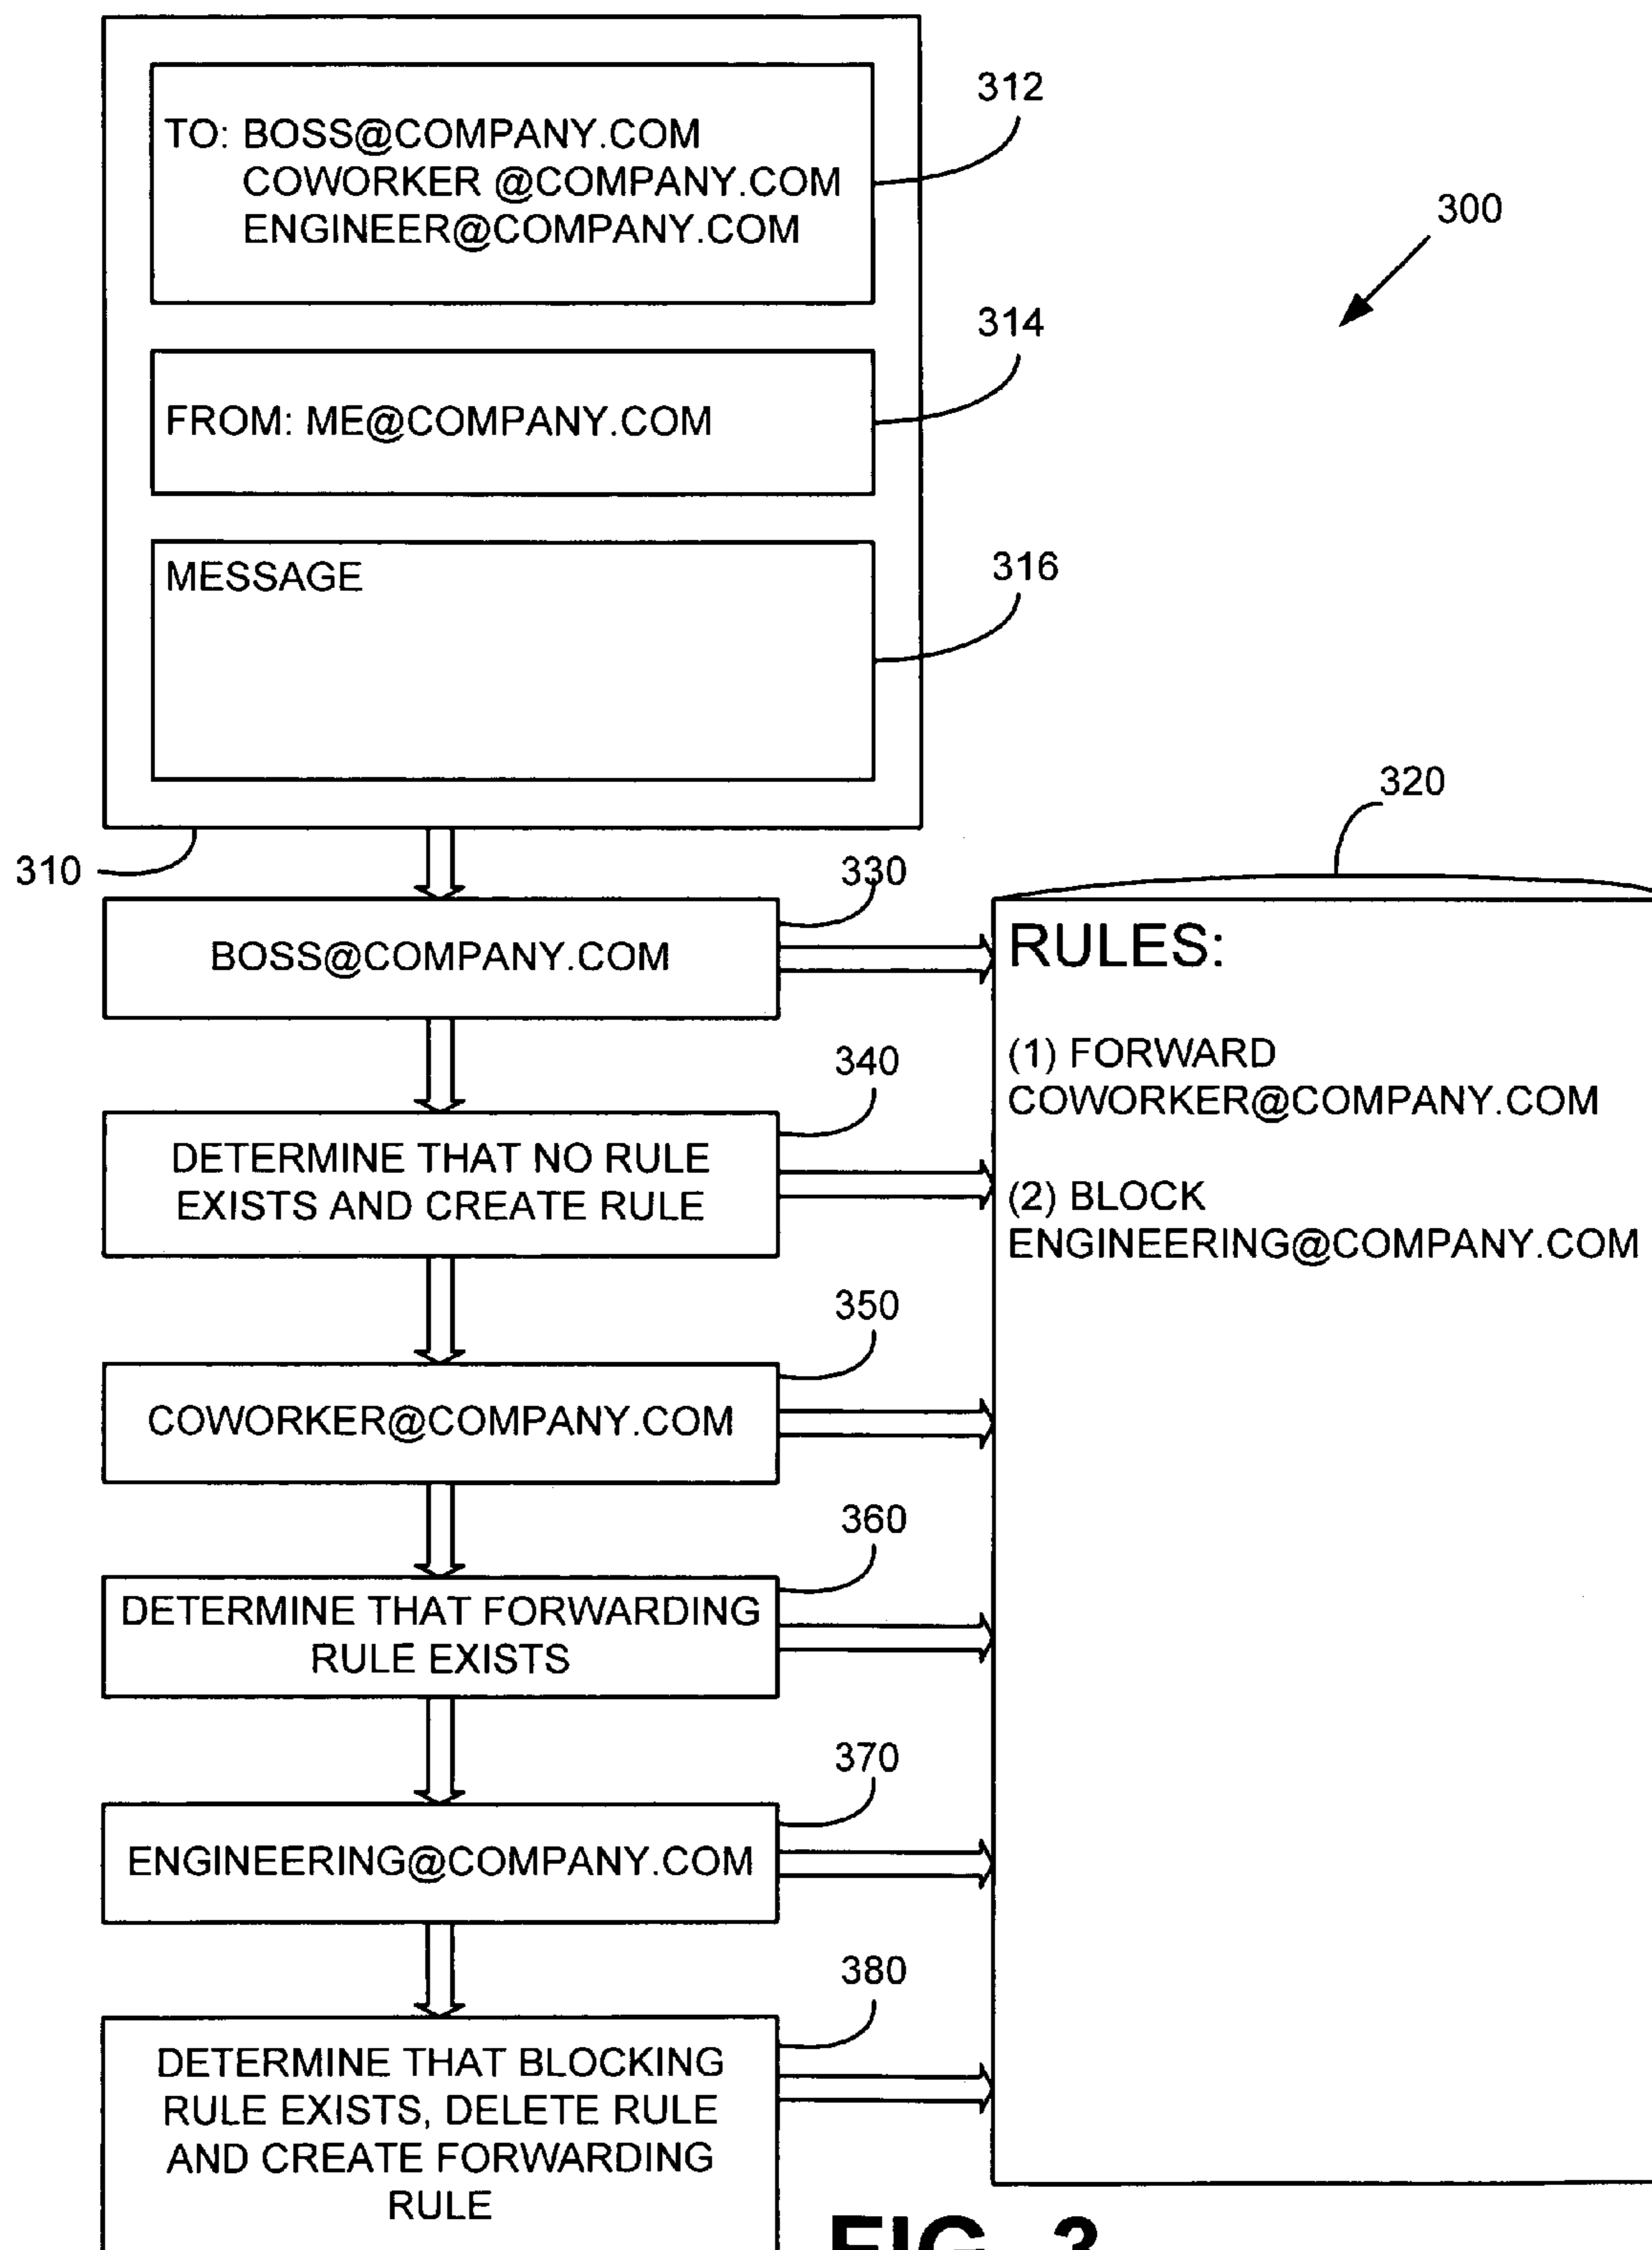 312
TO: BOSS@COMPANY.COM
COWORKER @COMPANY.COM
ENGINEER@COMPANY.COM
300
314
FROM: ME@COMPANY.COM
316
MESSAGE
320
310
330
BOSS@COMPANY.COM
RULES:
(1) FORWARD
COWORKER@COMPANY.COM
(2) BLOCK
ENGINEERING@COMPANY.COM
340
DETERMINE THAT NO RULE
EXISTS AND CREATE RULE
350
COWORKER@COMPANY.COM
360
DETERMINE THAT FORWARDING
RULE EXISTS
370
ENGINEERING@COMPANY.COM
380
DETERMINE THAT BLOCKING
RULE EXISTS, DELETE RULE
AND CREATE FORWARDING
RULE
FIG. 3